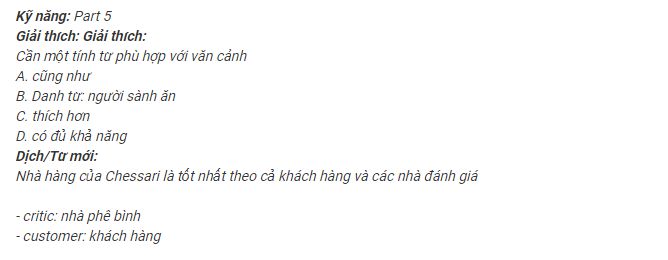 Kỹ năng: Part 5
Giải thích: Giải thích:
Cần một tính từ phù hợp với văn cảnh
A. cũng như
B. Danh từ: người sành ăn
C. thích hơn
D. có đủ khả năng
Dịch/Từ mới:
Nhà hàng của Chessari là tốt nhất theo cả khách hàng và các nhà đánh giá
- critic: nhà phê bình
- customer: khách hàng